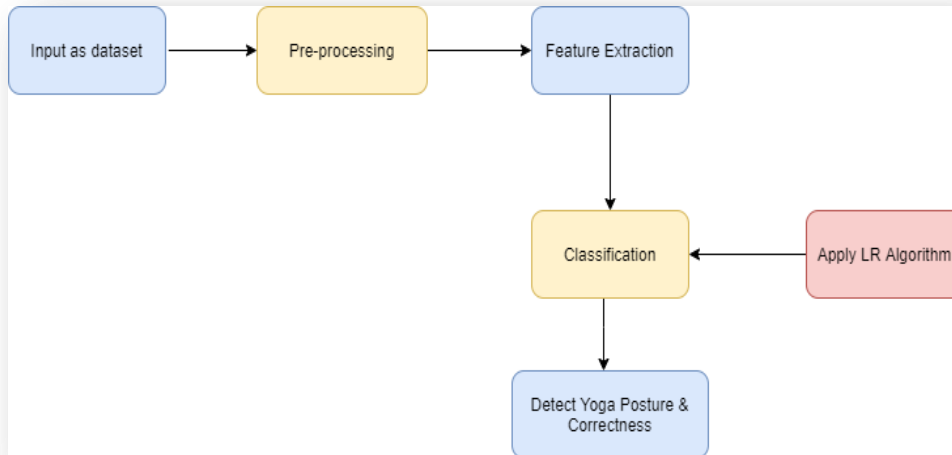 Input as dataset
Pre-processing
Feature Extraction
Classification
Apply LR Algorithm
Detect Yoga Posture &
Correctness